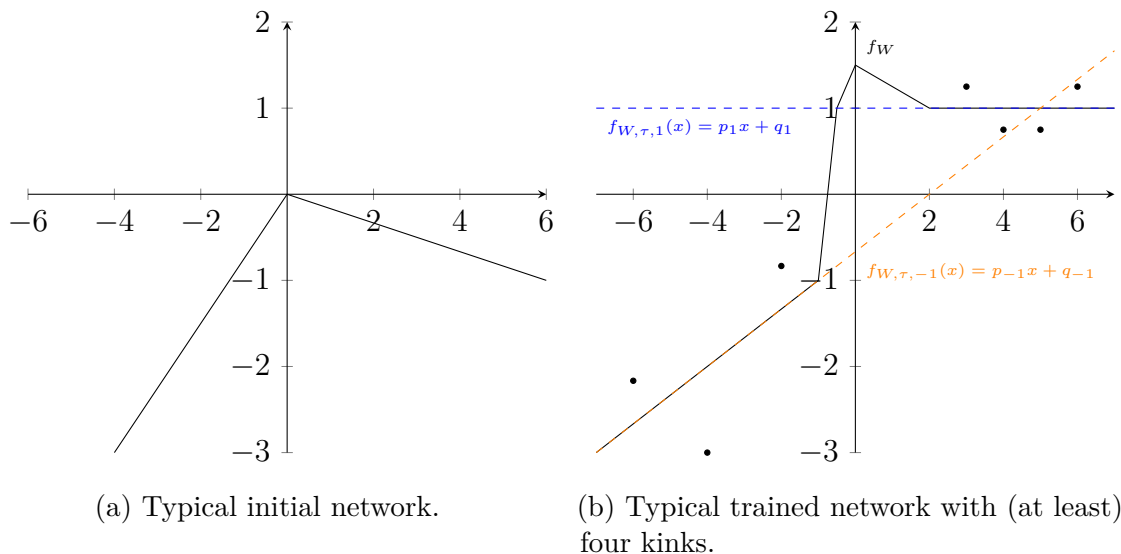 2
1
−1
−2
−3
−6 −4 −2 2 4 6
(a) Typical initial network.
2
f_W
1
f_{W,τ,1}(x) = p_1x + q_1
−6 −4 −2 2 4 6
f_{W,τ,−1}(x) = p_{−1}x + q_{−1}
−1
−2
−3
(b) Typical trained network with (at least)
four kinks.